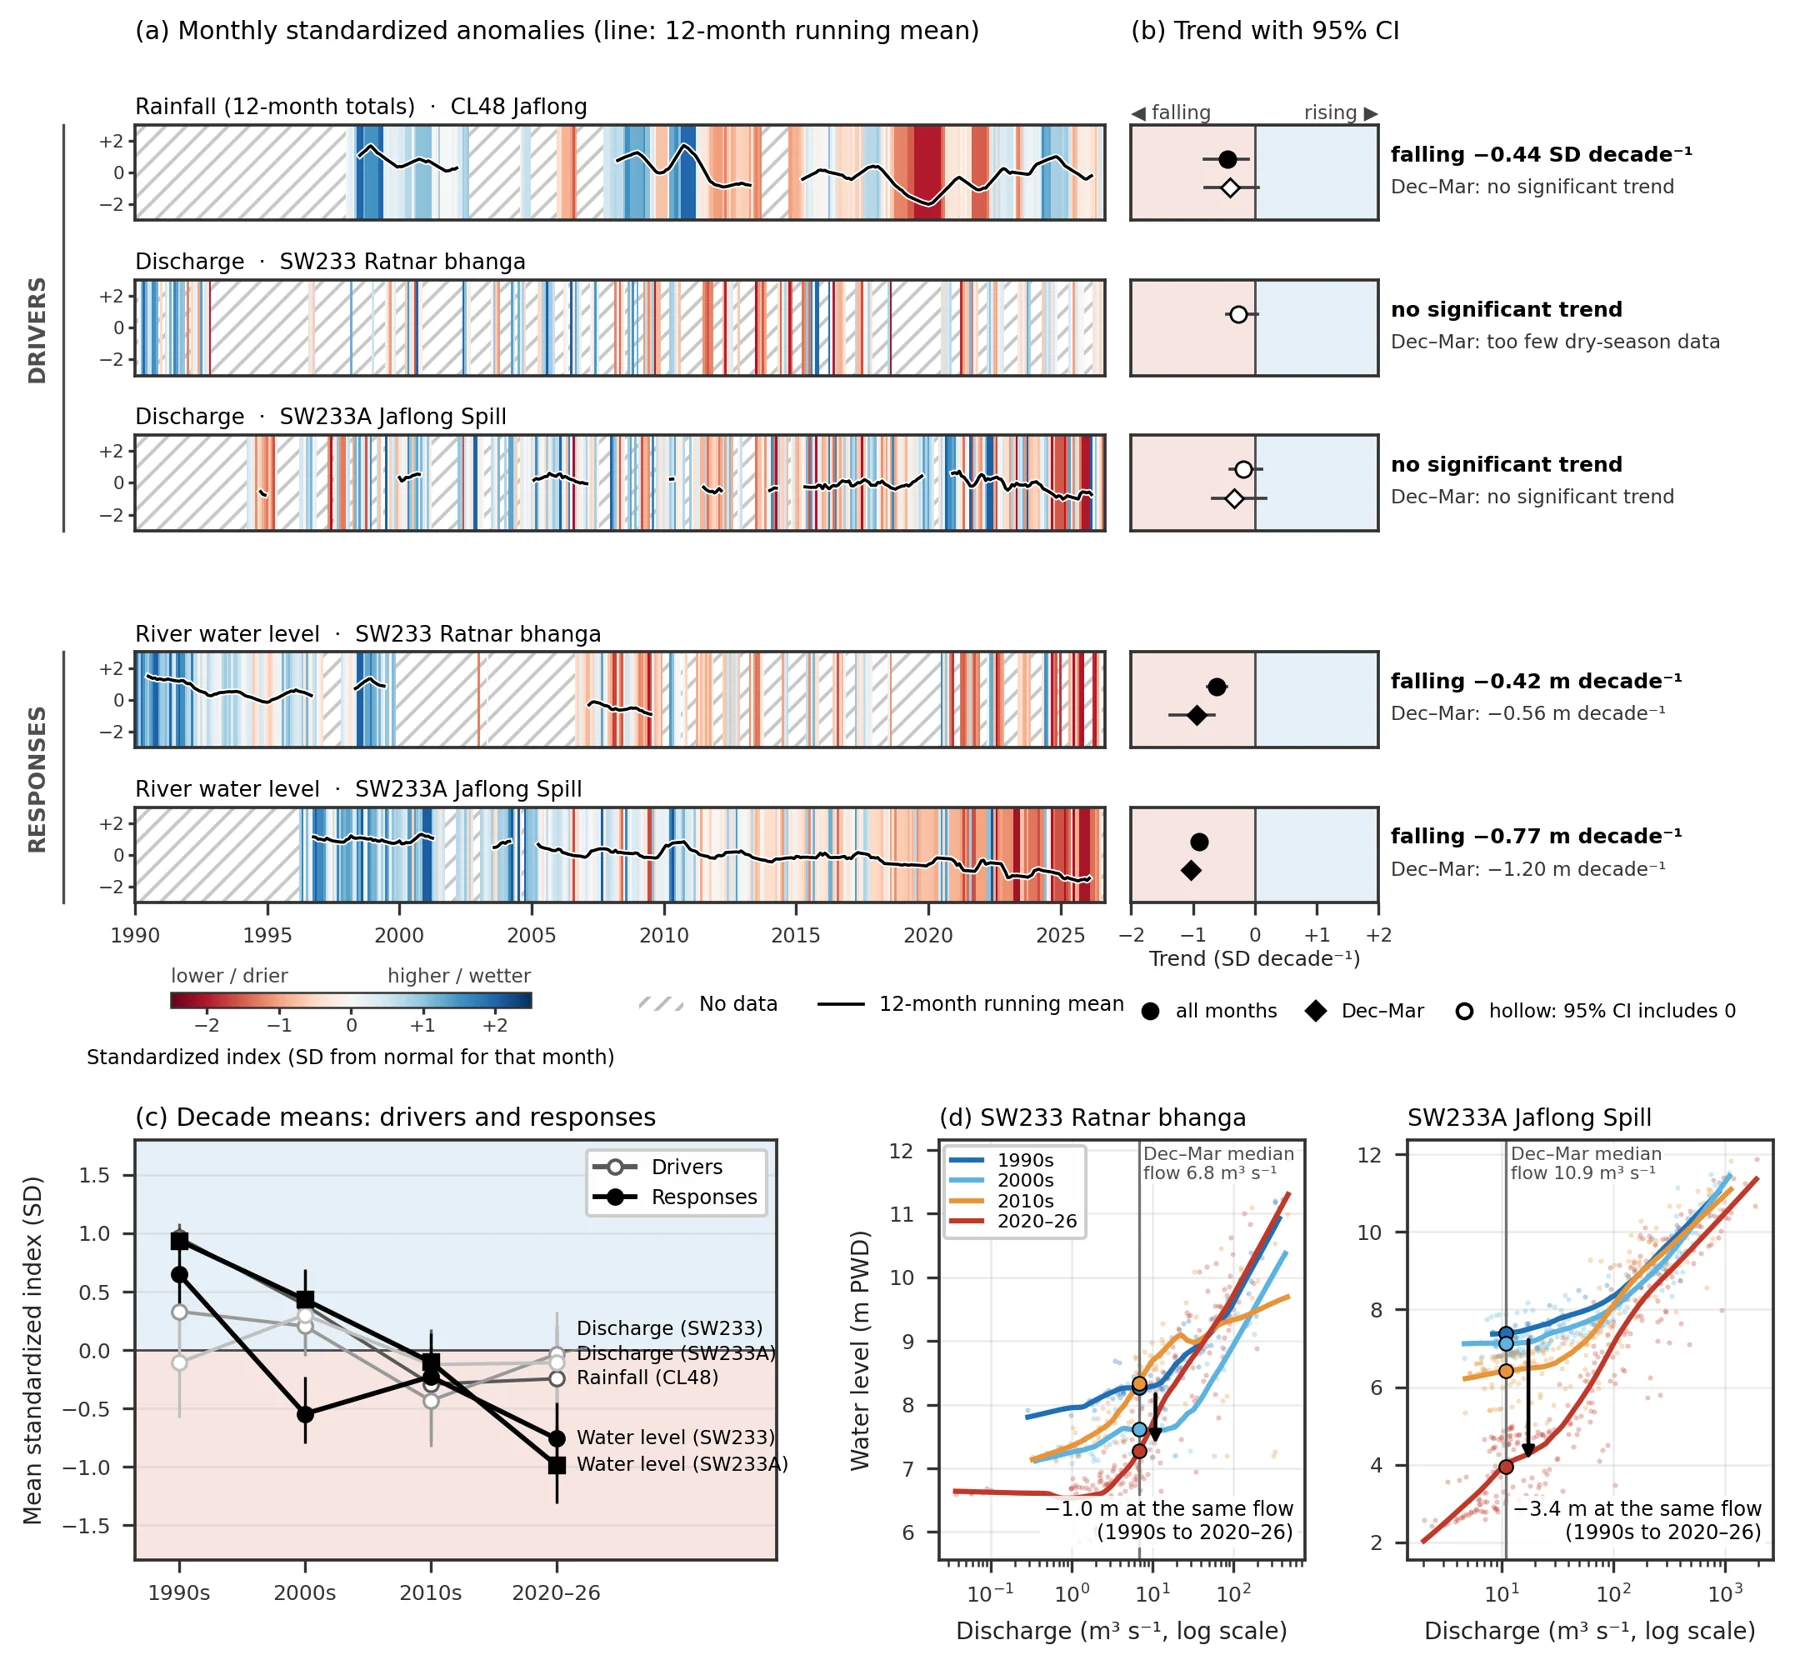 (a) Monthly standardized anomalies (line: 12-month running mean)
(b) Trend with 95% CI
Rainfall (12-month totals) · CL48 Jaflong
◀ falling
rising ▶
+2
0
−2
falling −0.44 SD decade⁻¹
Dec–Mar: no significant trend
DRIVERS
Discharge · SW233 Ratnar bhanga
+2
0
−2
no significant trend
Dec–Mar: too few dry-season data
Discharge · SW233A Jaflong Spill
+2
0
−2
no significant trend
Dec–Mar: no significant trend
RESPONSES
River water level · SW233 Ratnar bhanga
+2
0
−2
falling −0.42 m decade⁻¹
Dec–Mar: −0.56 m decade⁻¹
River water level · SW233A Jaflong Spill
+2
0
−2
falling −0.77 m decade⁻¹
Dec–Mar: −1.20 m decade⁻¹
1990 1995 2000 2005 2010 2015 2020 2025
−2 −1 0 +1 +2
Trend (SD decade⁻¹)
lower / drier higher / wetter
−2 −1 0 +1 +2
Standardized index (SD from normal for that month)
No data
12-month running mean
all months
Dec–Mar
hollow: 95% CI includes 0
(c) Decade means: drivers and responses
Mean standardized index (SD)
1.5
1.0
0.5
0.0
−0.5
−1.0
−1.5
Drivers
Responses
Discharge (SW233)
Discharge (SW233A)
Rainfall (CL48)
Water level (SW233)
Water level (SW233A)
1990s 2000s 2010s 2020–26
(d) SW233 Ratnar bhanga
Water level (m PWD)
12
11
10
9
8
7
6
1990s
2000s
2010s
2020–26
Dec–Mar median
flow 6.8 m³ s⁻¹
−1.0 m at the same flow
(1990s to 2020–26)
10⁻¹ 10⁰ 10¹ 10²
Discharge (m³ s⁻¹, log scale)
SW233A Jaflong Spill
12
10
8
6
4
2
Dec–Mar median
flow 10.9 m³ s⁻¹
−3.4 m at the same flow
(1990s to 2020–26)
10¹ 10² 10³
Discharge (m³ s⁻¹, log scale)